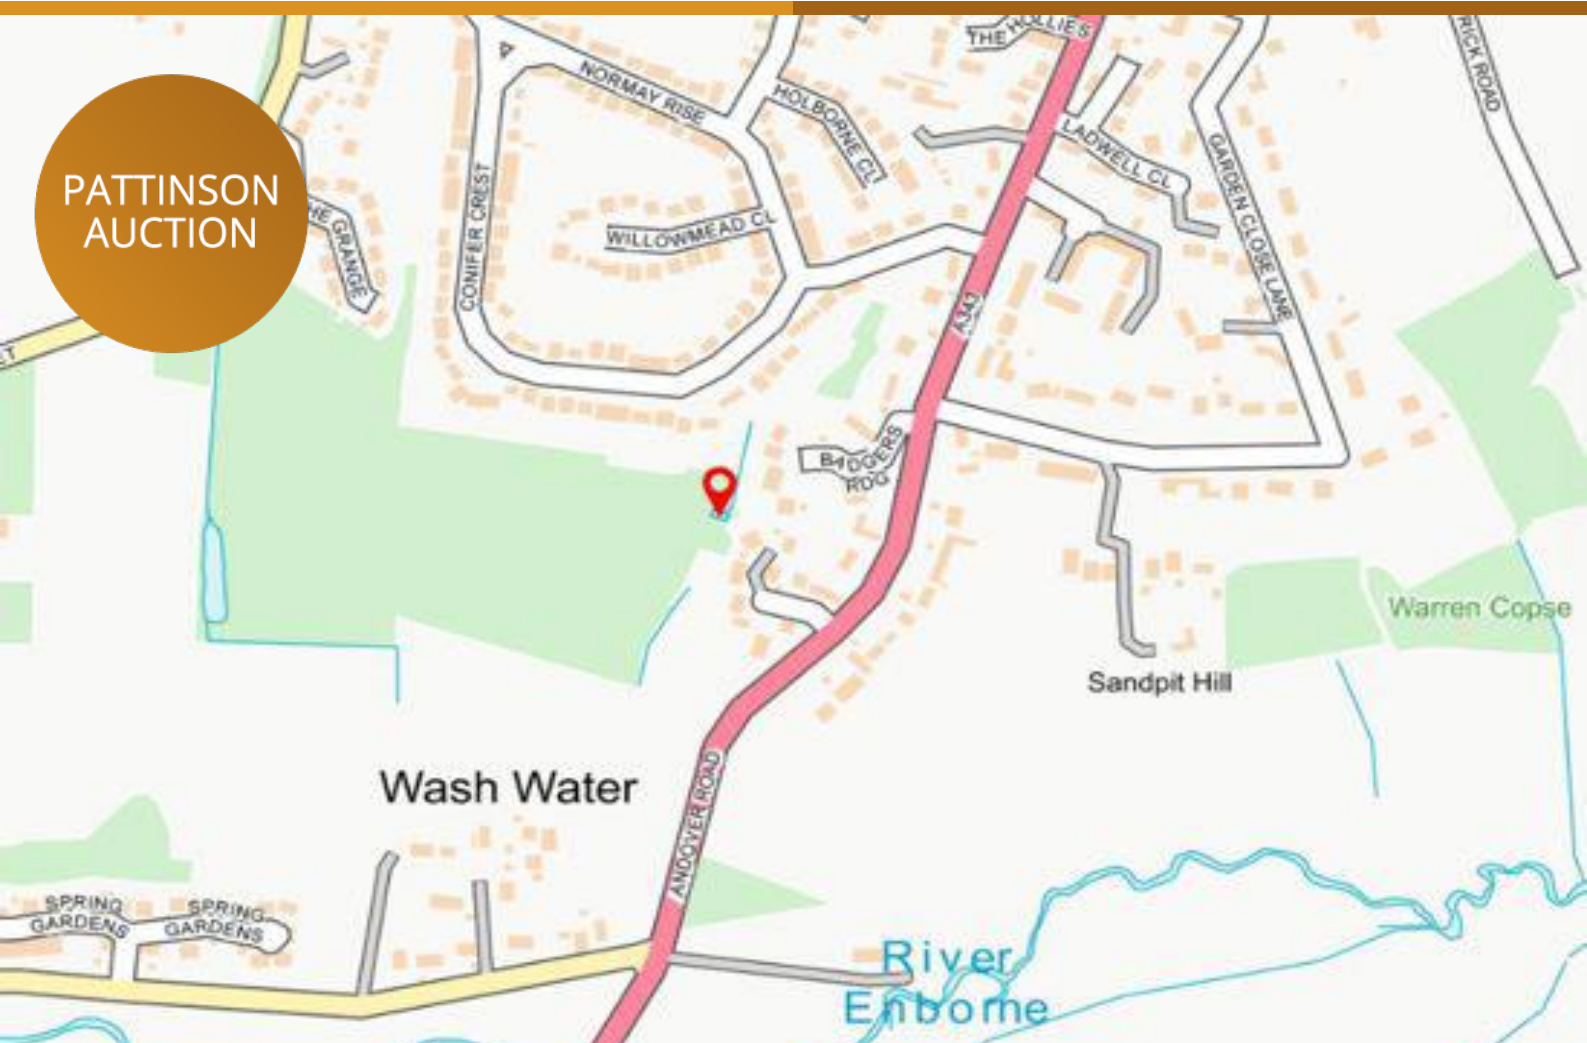 THE HOLLIES
RICK ROAD
NORMAY RISE
HOLBORNE CL
LADWELL CL
GARDEN CLOSE LANE
PATTINSON
AUCTION
HE GRANGE
CONIFER CREST
WILLOWMEAD CL
A343
BADGERS
RDG
Warren Copse
Sandpit Hill
Wash Water
ANDOVER ROAD
SPRING
GARDENS
SPRING
GARDENS
River
Enborne